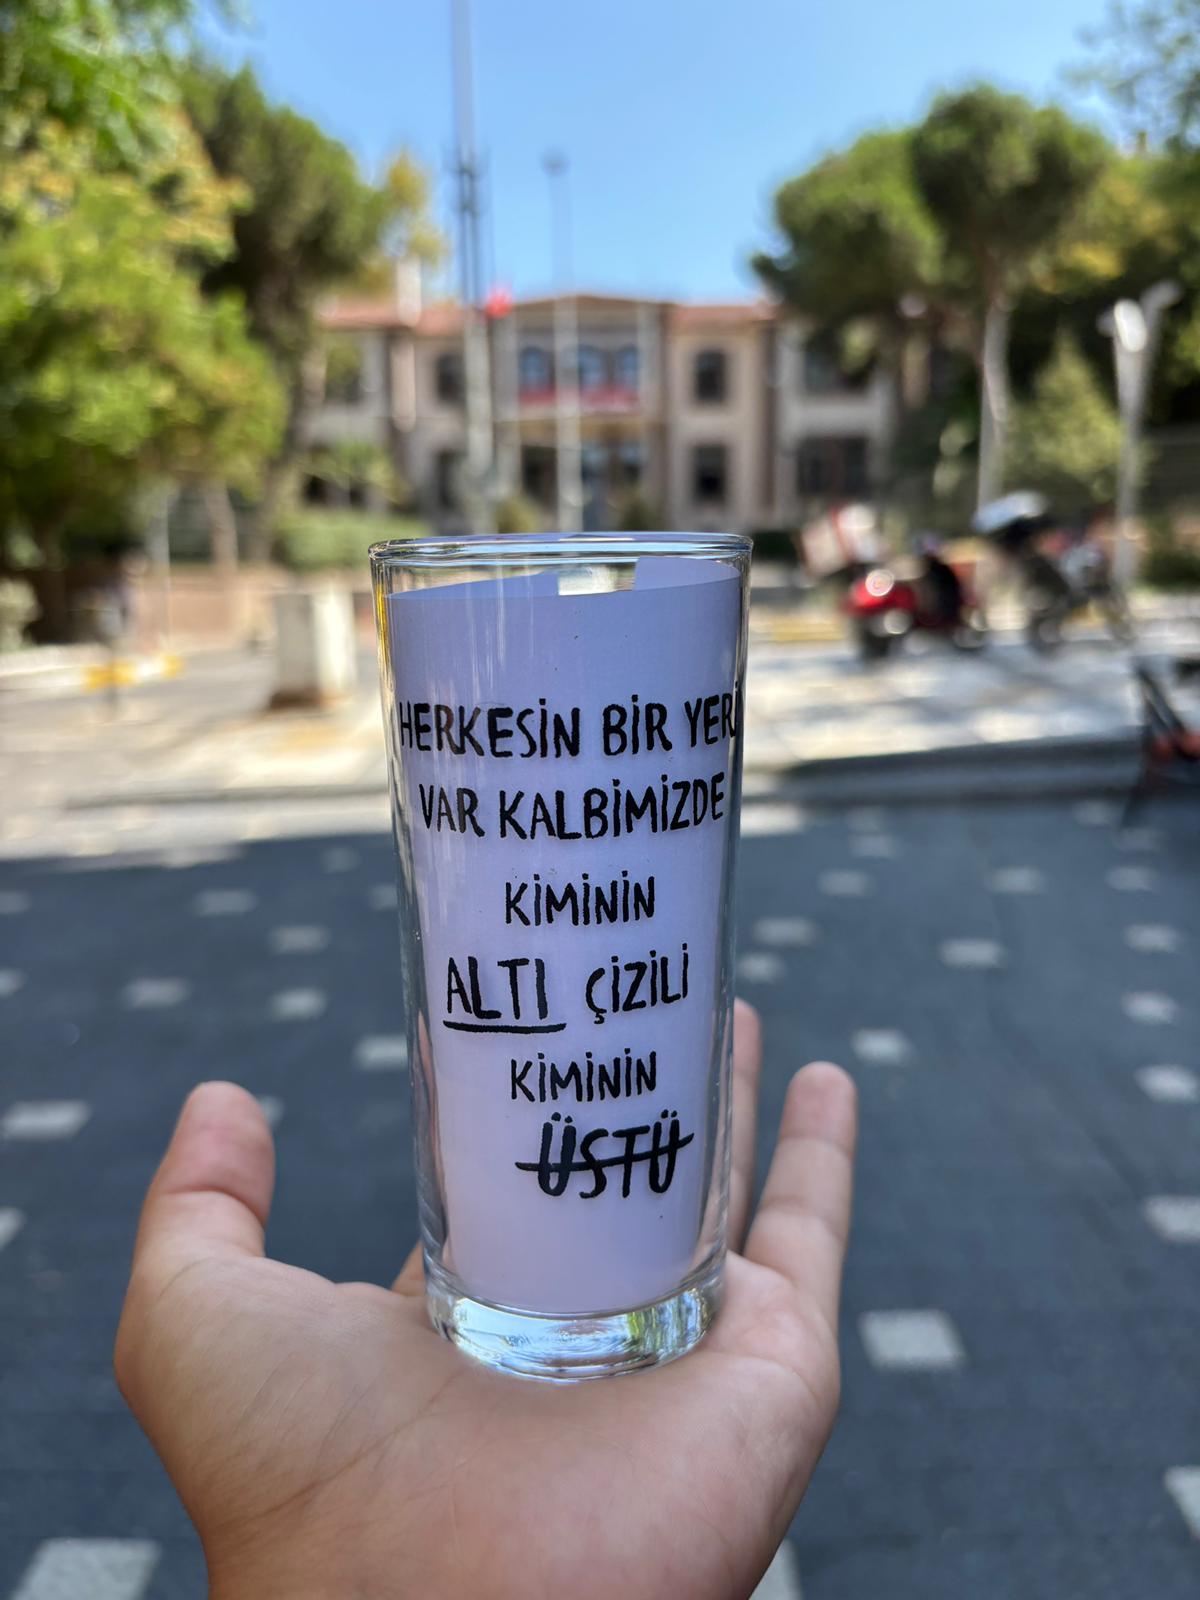 HERKESİN BİR YERİ
VAR KALBİMİZDE
KİMİNİN
ALTI ÇİZİLİ
KİMİNİN
ÜSTÜ